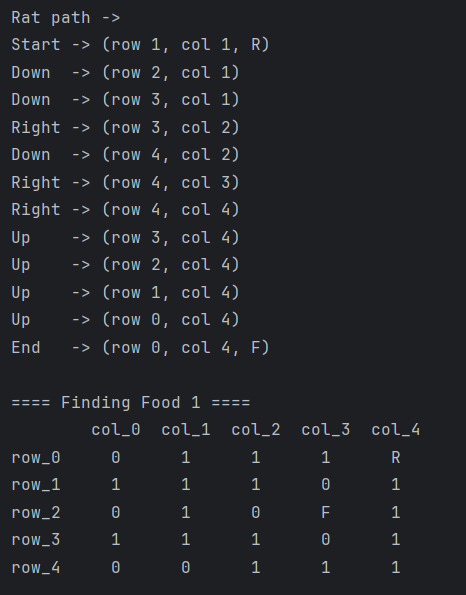 Rat path ->
Start -> (row 1, col 1, R)
Down  -> (row 2, col 1)
Down  -> (row 3, col 1)
Right -> (row 3, col 2)
Down  -> (row 4, col 2)
Right -> (row 4, col 3)
Right -> (row 4, col 4)
Up    -> (row 3, col 4)
Up    -> (row 2, col 4)
Up    -> (row 1, col 4)
Up    -> (row 0, col 4)
End   -> (row 0, col 4, F)

==== Finding Food 1 ====
        col_0  col_1  col_2  col_3  col_4
row_0     0      1      1      1      R
row_1     1      1      1      0      1
row_2     0      1      0      F      1
row_3     1      1      1      0      1
row_4     0      0      1      1      1